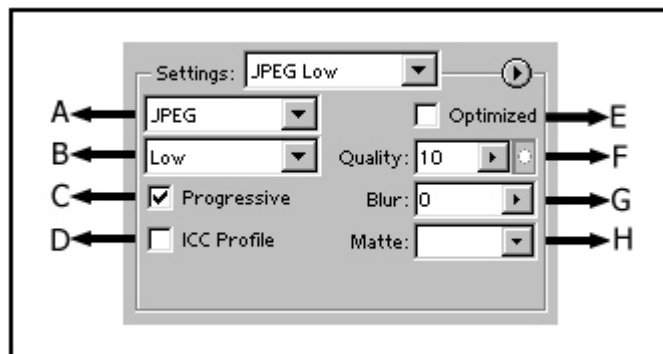 Settings: JPEG Low
A JPEG Optimized E
B Low Quality: 10 F
C Progressive Blur: 0 G
D ICC Profile Matte: H